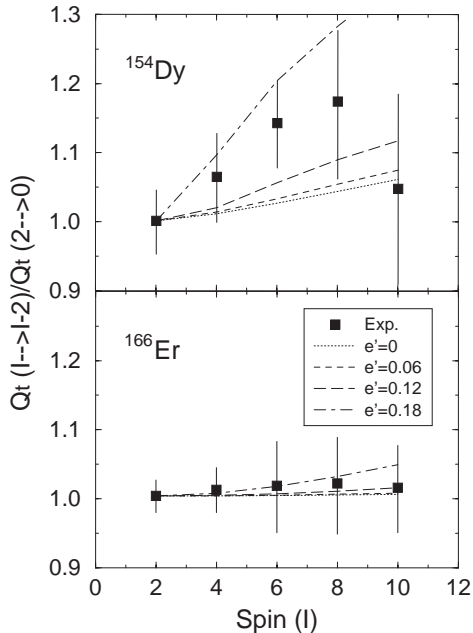 Qt (I-->I-2)/Qt (2-->0)
1.3
1.2
1.1
1.0
0.9
¹⁵⁴Dy
1.2
1.1
1.0
0.9
¹⁶⁶Er
Exp.
e'=0
e'=0.06
e'=0.12
e'=0.18
0 2 4 6 8 10 12
Spin (I)